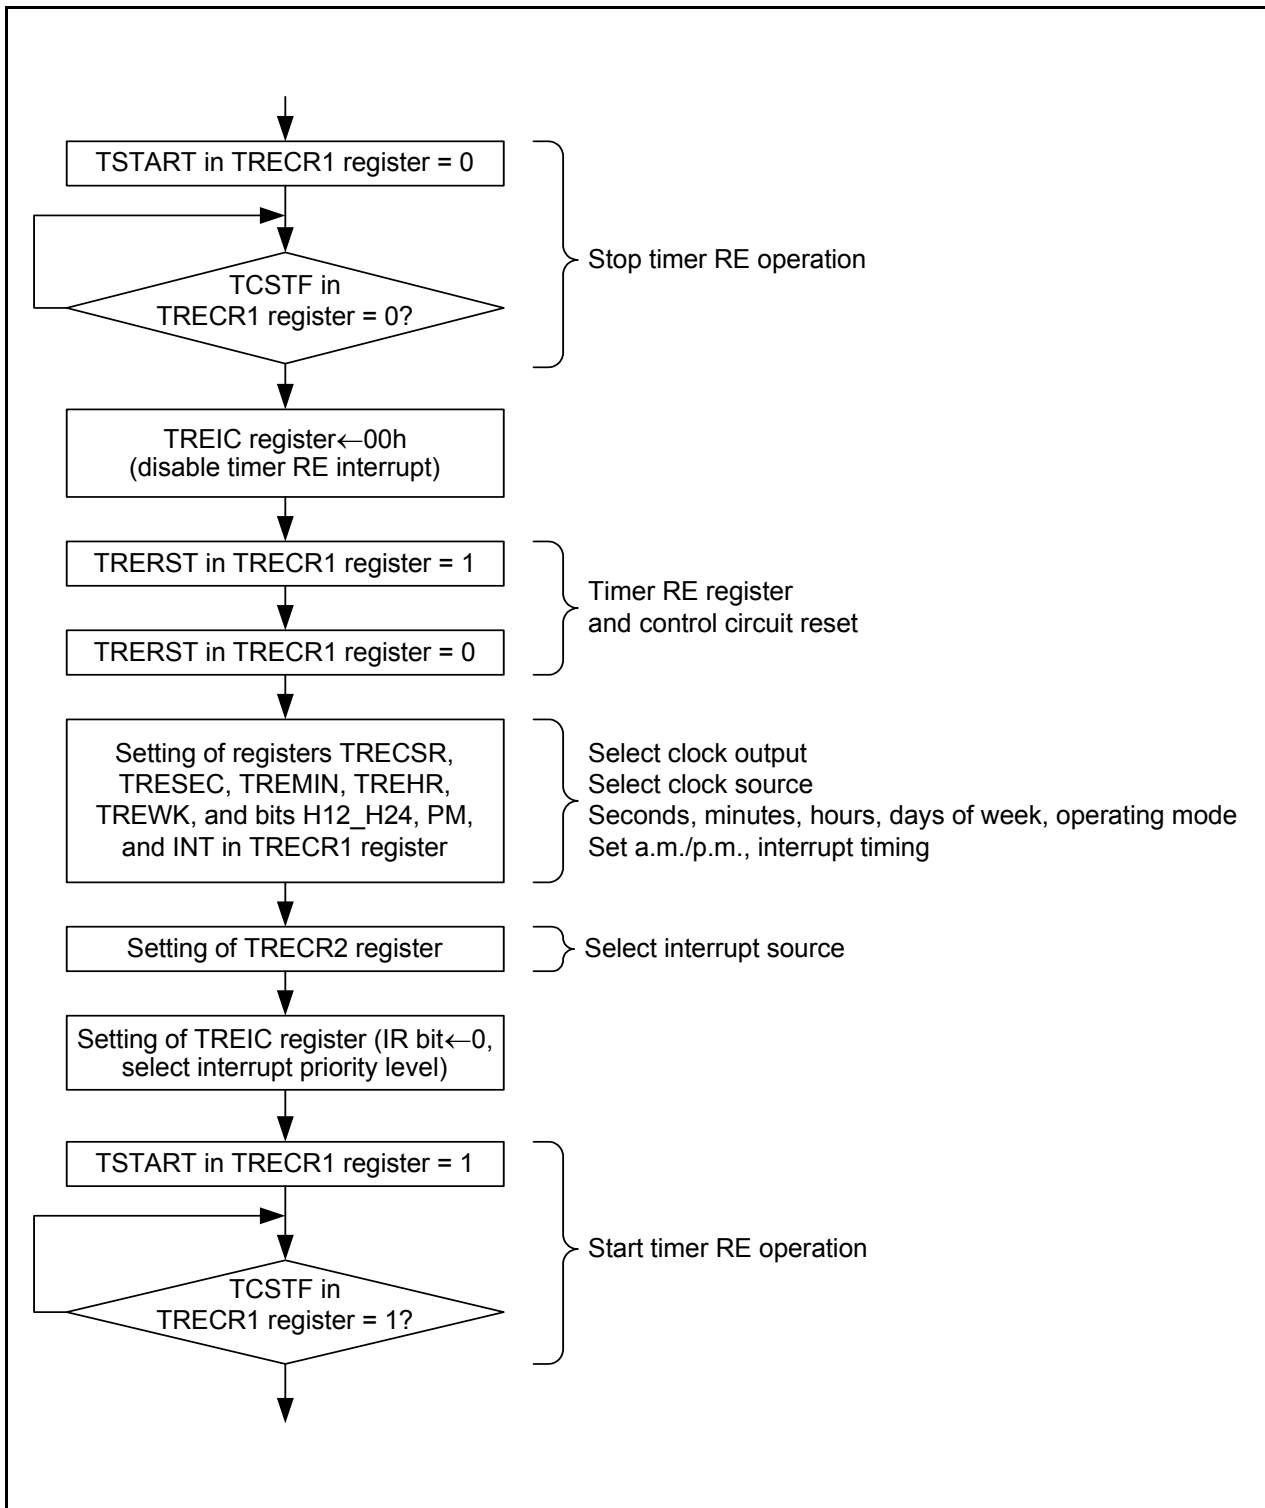 TSTART in TRECR1 register = 0
TCSTF in
TRECR1 register = 0?
Stop timer RE operation
TREIC register←00h
(disable timer RE interrupt)
TRERST in TRECR1 register = 1
TRERST in TRECR1 register = 0
Timer RE register
and control circuit reset
Setting of registers TRECSR,
TRESEC, TREMIN, TREHR,
TREWK, and bits H12_H24, PM,
and INT in TRECR1 register
Select clock output
Select clock source
Seconds, minutes, hours, days of week, operating mode
Set a.m./p.m., interrupt timing
Setting of TRECR2 register
Select interrupt source
Setting of TREIC register (IR bit←0,
select interrupt priority level)
TSTART in TRECR1 register = 1
TCSTF in
TRECR1 register = 1?
Start timer RE operation